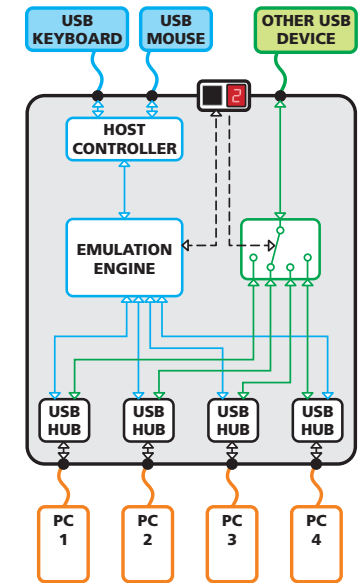 USB
KEYBOARD
USB
MOUSE
OTHER USB
DEVICE
2
HOST
CONTROLLER
EMULATION
ENGINE
USB
HUB
USB
HUB
USB
HUB
USB
HUB
PC
1
PC
2
PC
3
PC
4